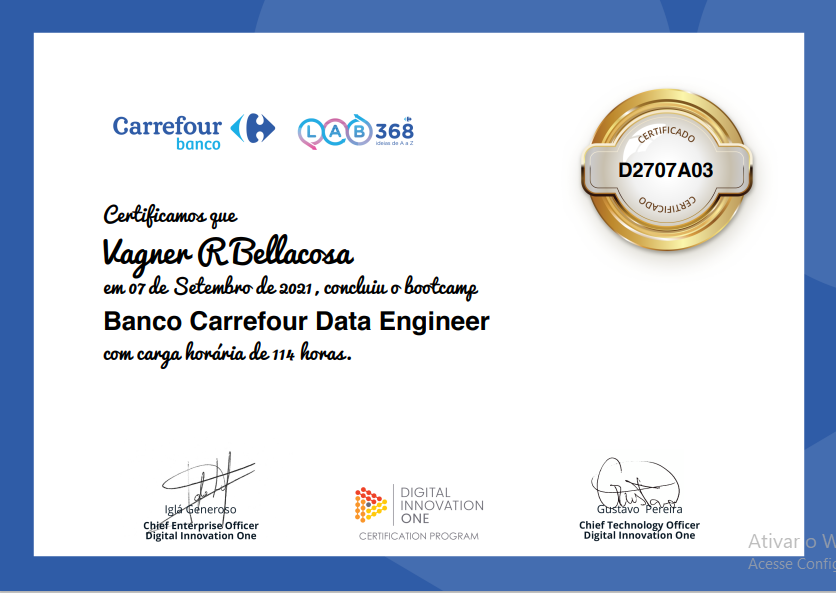 Carrefour
banco
LAB 368
ideias de A a Z
CERTIFICADO
D2707A03
CERTIFICADO
Certificamos que
Vagner R Bellacosa
em 07 de Setembro de 2021, concluiu o bootcamp
Banco Carrefour Data Engineer
com carga horária de 114 horas.
Iglá Generoso
Chief Enterprise Officer
Digital Innovation One
DIGITAL
INNOVATION
ONE
CERTIFICATION PROGRAM
Gustavo Pereira
Chief Technology Officer
Digital Innovation One
Ativar o W
Acesse Config